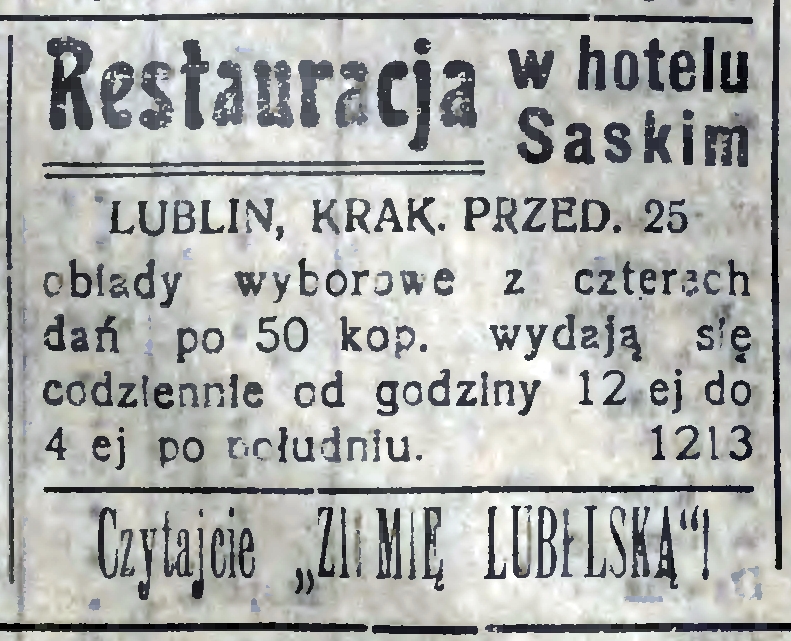 Restauracja w hotelu Saskim
LUBLIN, KRAK. PRZED. 25
obiady wyborowe z czterech
dań po 50 kop. wydają się
codziennie od godziny 12 ej do
4 ej po południu. 1213
Czytajcie „ZIEMIĘ LUBELSKĄ“!